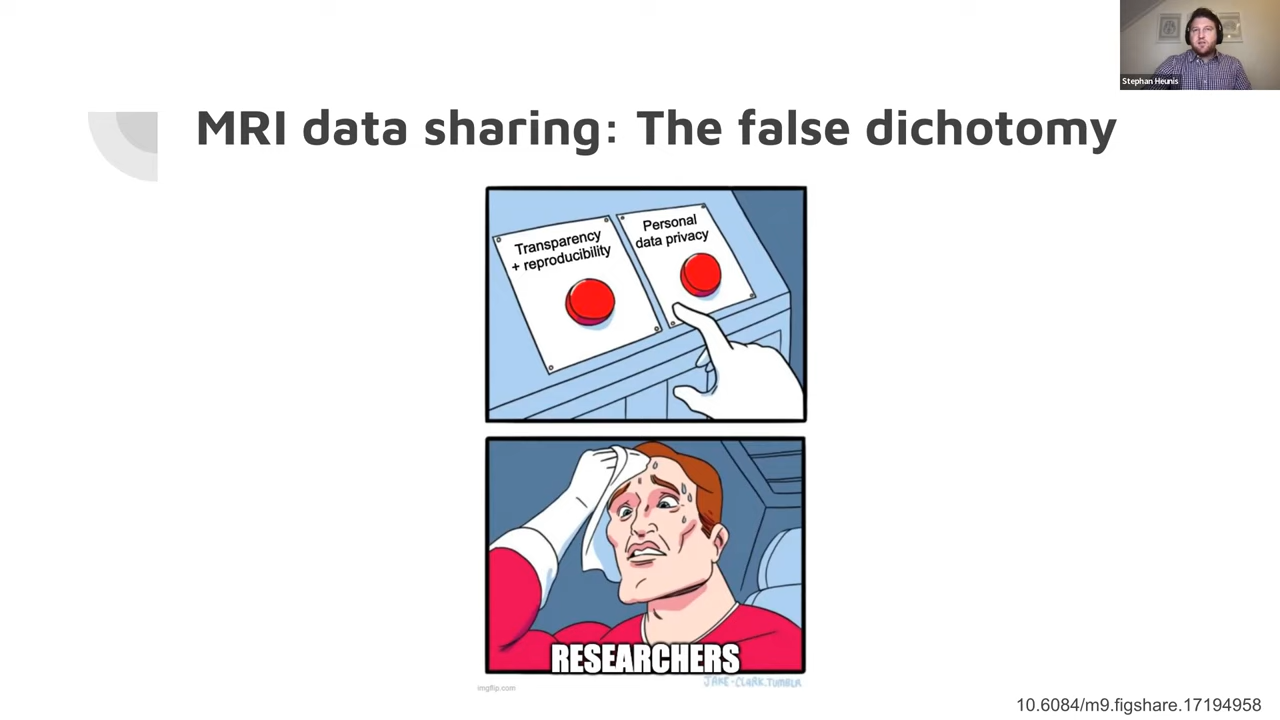 Stephan Heunis
MRI data sharing: The false dichotomy
Transparency
+ reproducibility
Personal
data privacy
RESEARCHERS
imgflip.com
JAKE-CLARK.TUMBLR
10.6084/m9.figshare.17194958